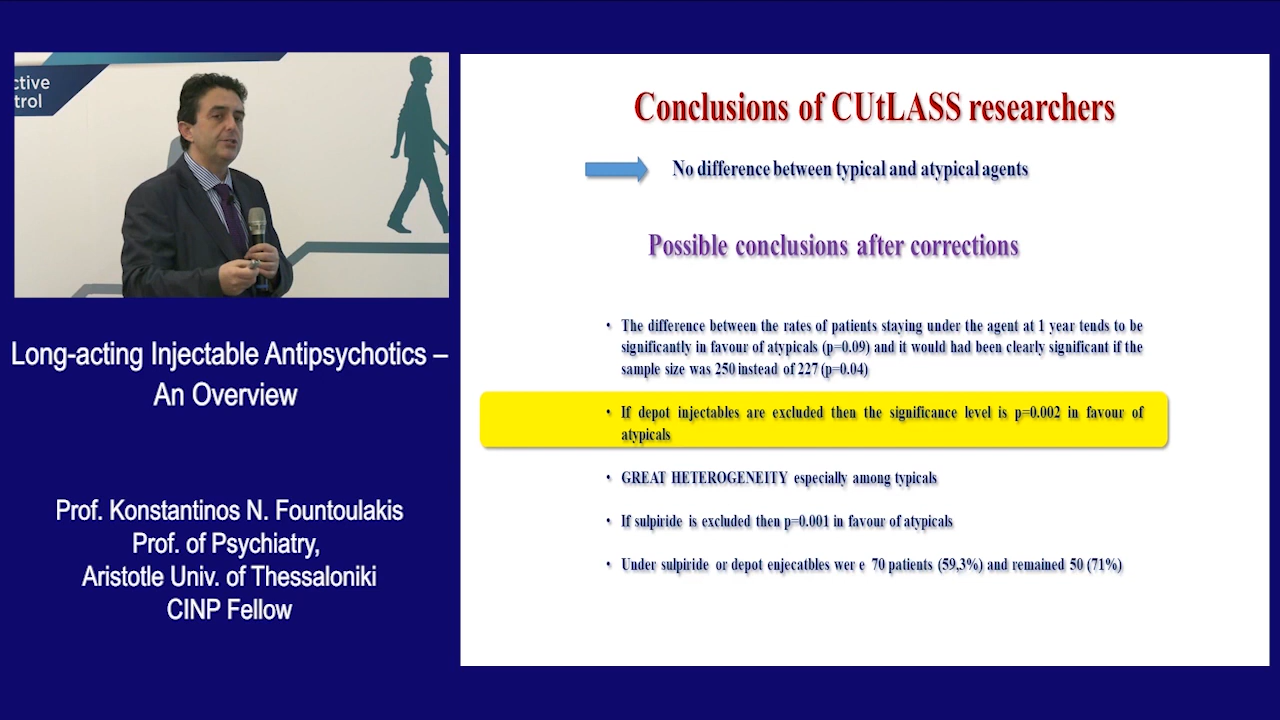 ctive
trol
Long-acting Injectable Antipsychotics –
An Overview
Prof. Konstantinos N. Fountoulakis
Prof. of Psychiatry,
Aristotle Univ. of Thessaloniki
CINP Fellow
Conclusions of CUtLASS researchers
No difference between typical and atypical agents
Possible conclusions after corrections
• The difference between the rates of patients staying under the agent at 1 year tends to be
significantly in favour of atypicals (p=0.09) and it would had been clearly significant if the
sample size was 250 instead of 227 (p=0.04)
• If depot injectables are excluded then the significance level is p=0.002 in favour of
atypicals
• GREAT HETEROGENEITY especially among typicals
• If sulpiride is excluded then p=0.001 in favour of atypicals
• Under sulpiride or depot enjecatbles wer e 70 patients (59,3%) and remained 50 (71%)